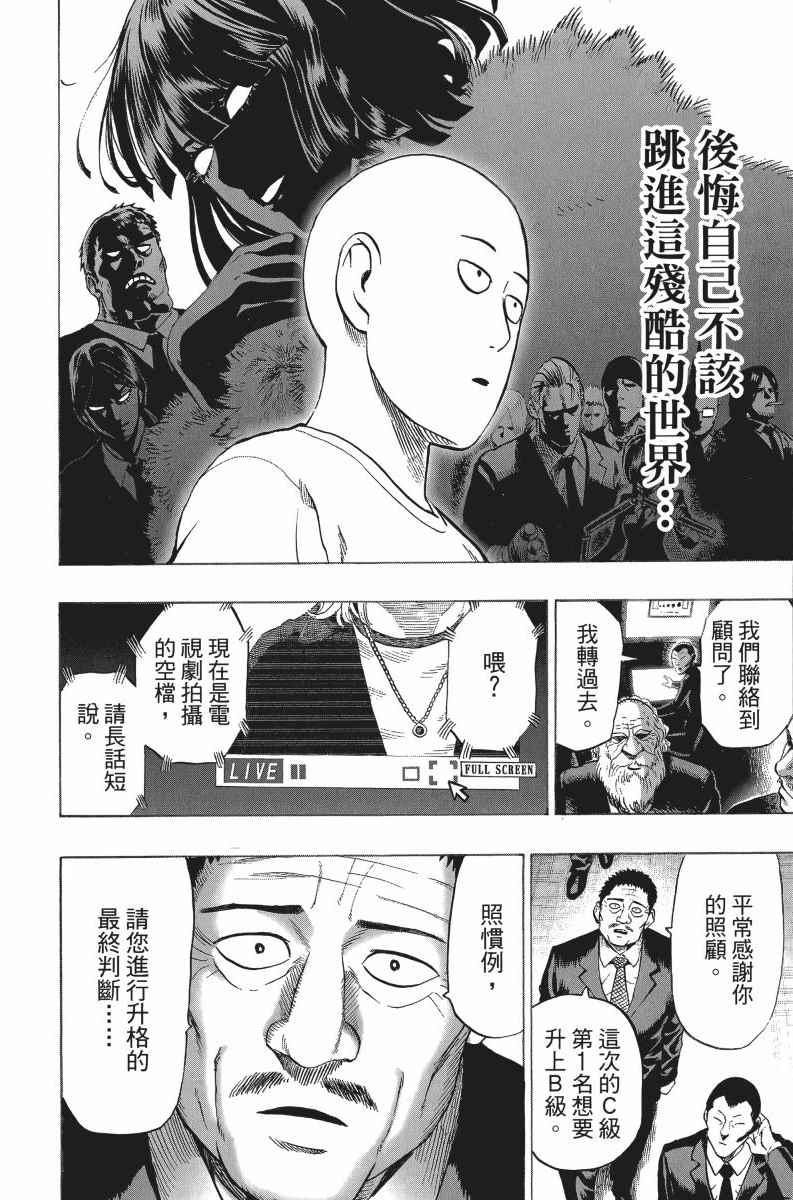 後悔自己不該
跳進這殘酷的世界…
我們聯絡到
顧問了。
我轉過去。
喂?
現在是電
視劇拍攝
的空檔，
請長話短
說。
LIVE
FULL SCREEN
平常感謝你
的照顧。
這次的C級
第1名想要
升上B級。
照慣例，
請您進行升格的
最終判斷……